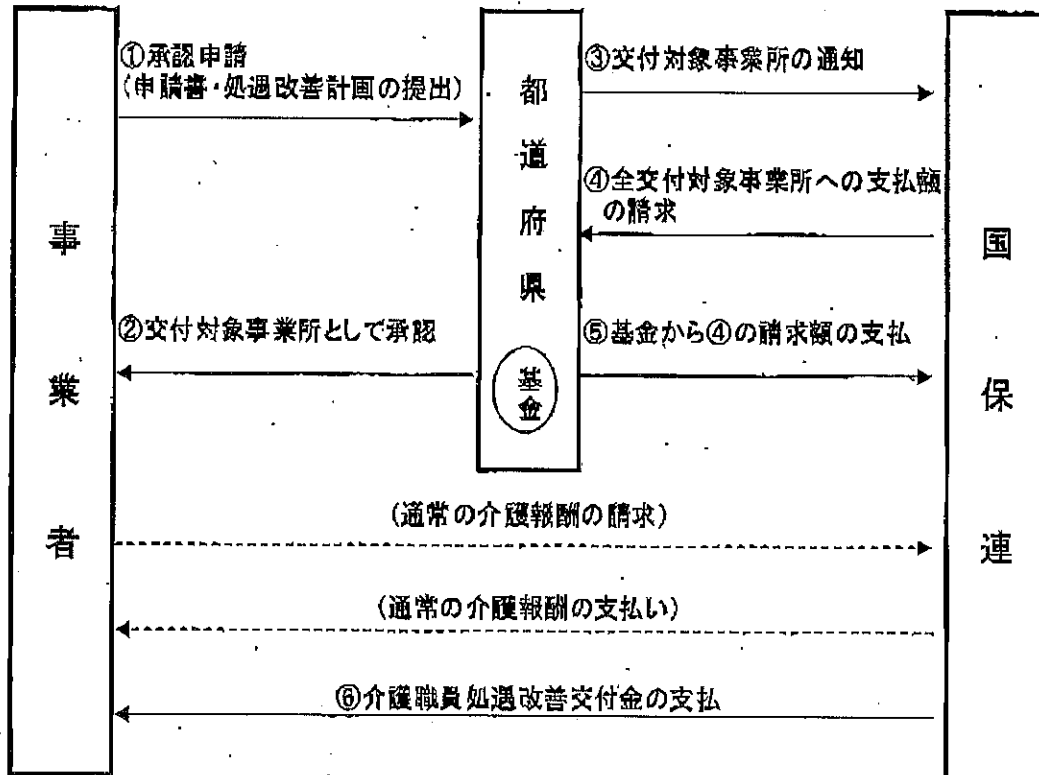 ①承認申請
(申請書・処遇改善計画の提出)
都道府県
基金
③交付対象事業所の通知
④全交付対象事業所への支払額
の請求
事業者
国保連
②交付対象事業所として承認
⑤基金から④の請求額の支払
(通常の介護報酬の請求)
(通常の介護報酬の支払い)
⑥介護職員処遇改善交付金の支払